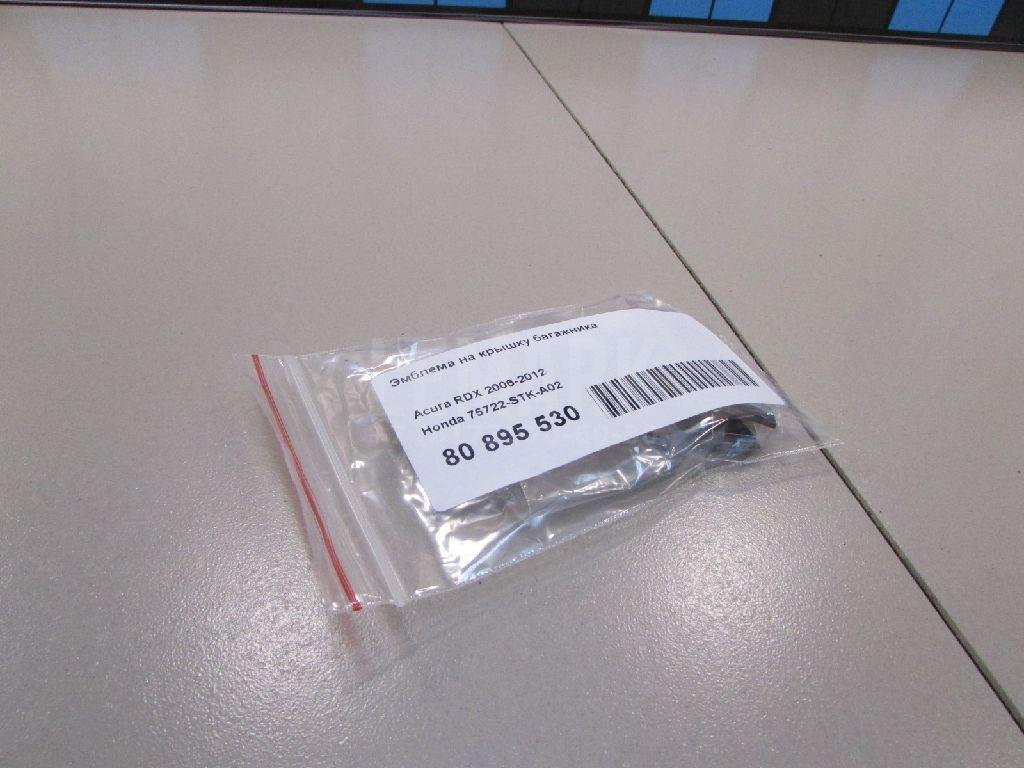 Эмблема на крышку багажника
Acura RDX 2006-2012
Honda 75722-STK-A02
80 895 530